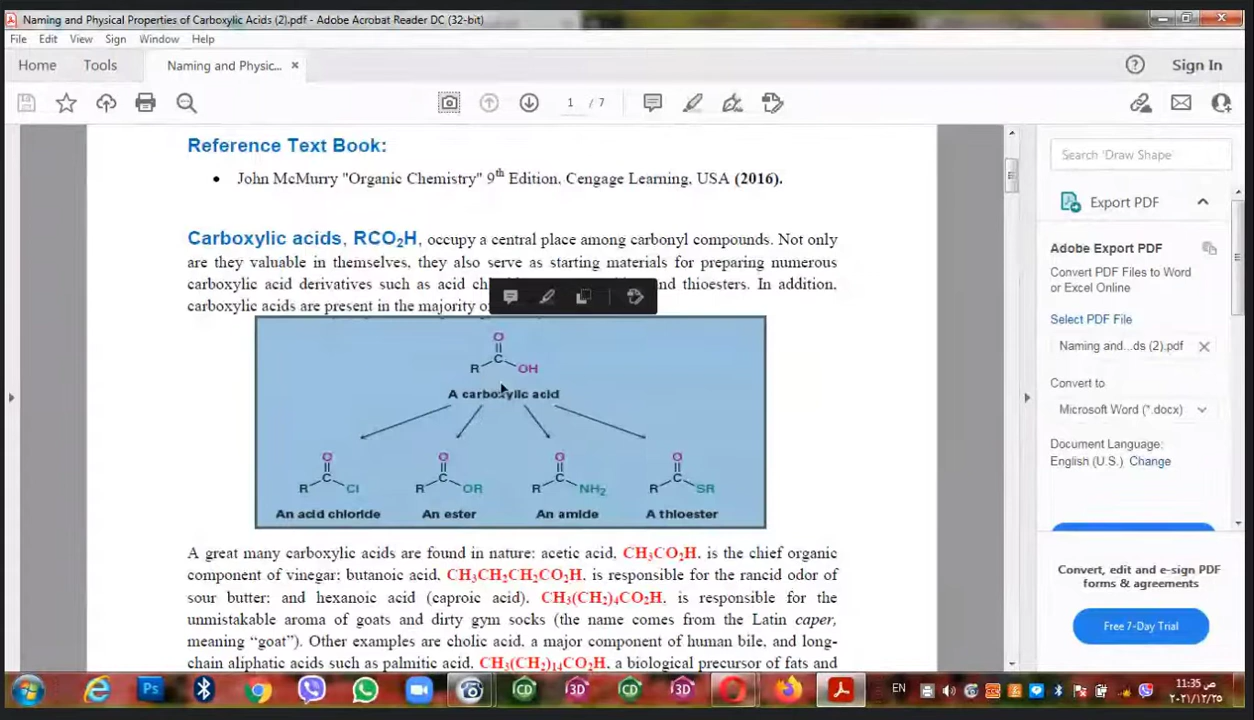 Naming and Physical Properties of Carboxylic Acids (2).pdf - Adobe Acrobat Reader DC (32-bit)
File Edit View Sign Window Help
Home Tools Naming and Physic... × Sign In
1 / 7
Search 'Draw Shape'
Export PDF
Adobe Export PDF
Convert PDF Files to Word
or Excel Online
Select PDF File
Naming and...ds (2).pdf
Convert to
Microsoft Word (*.docx)
Document Language:
English (U.S.) Change
Convert, edit and e-sign PDF
forms & agreements
Free 7-Day Trial
Reference Text Book:
• John McMurry "Organic Chemistry" 9th Edition, Cengage Learning, USA (2016).
Carboxylic acids, RCO2H, occupy a central place among carbonyl compounds. Not only
are they valuable in themselves, they also serve as starting materials for preparing numerous
carboxylic acid derivatives such as acid and thioesters. In addition,
carboxylic acids are present in the majority
O
R C OH
A carboxylic acid
O O O O
R C Cl R C OR R C NH2 R C SR
An acid chloride An ester An amide A thioester
A great many carboxylic acids are found in nature: acetic acid, CH3CO2H, is the chief organic
component of vinegar; butanoic acid, CH3CH2CH2CO2H, is responsible for the rancid odor of
sour butter; and hexanoic acid (caproic acid), CH3(CH2)4CO2H, is responsible for the
unmistakable aroma of goats and dirty gym socks (the name comes from the Latin caper,
meaning “goat”). Other examples are cholic acid, a major component of human bile, and long-
chain aliphatic acids such as palmitic acid, CH3(CH2)14CO2H, a biological precursor of fats and
EN
11:35 ص
٢٠٢١/١٢/٢٥